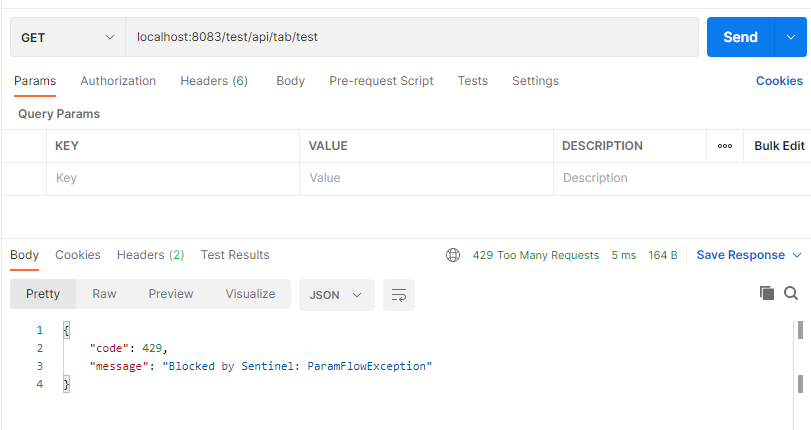 GET localhost:8083/test/api/tab/test Send
Params Authorization Headers (6) Body Pre-request Script Tests Settings Cookies
Query Params
KEY VALUE DESCRIPTION ooo Bulk Edit
Key Value Description
Body Cookies Headers (2) Test Results 429 Too Many Requests 5 ms 164 B Save Response
Pretty Raw Preview Visualize JSON
1 {
2 "code": 429,
3 "message": "Blocked by Sentinel: ParamFlowException"
4 }